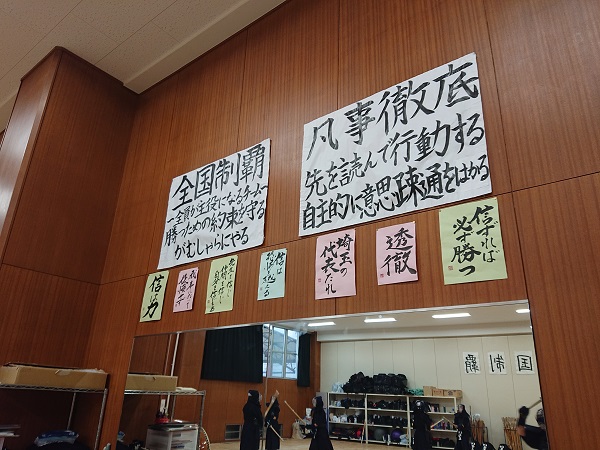 全国制覇
〜全員が主役になるチーム〜
勝つための約束を守る
がむしゃらにやる
凡事徹底
先を読んで行動する
自主的に意思疎通をはかる
信は力
埼玉の
代表たれ
透徹
信ずれば
必ず勝つ
国
制
覇